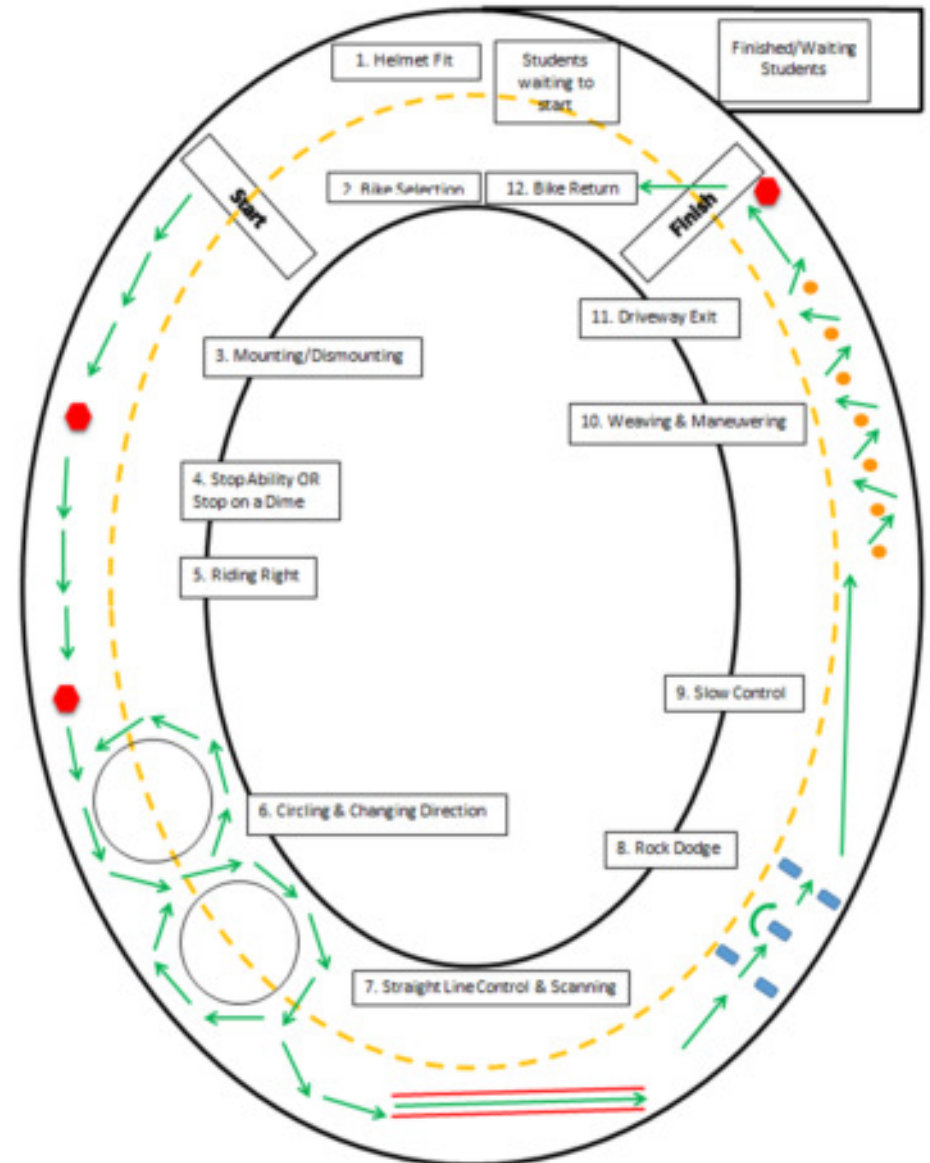 1. Helmet Fit
Students
waiting to
start
Finished/Waiting
Students
Start
2. Bike Selection
12. Bike Return
Finish
11. Driveway Exit
3. Mounting/Dismounting
10. Weaving & Maneuvering
4. Stop Ability OR
Stop on a Dime
5. Riding Right
9. Slow Control
6. Circling & Changing Direction
8. Rock Dodge
7. Straight Line Control & Scanning